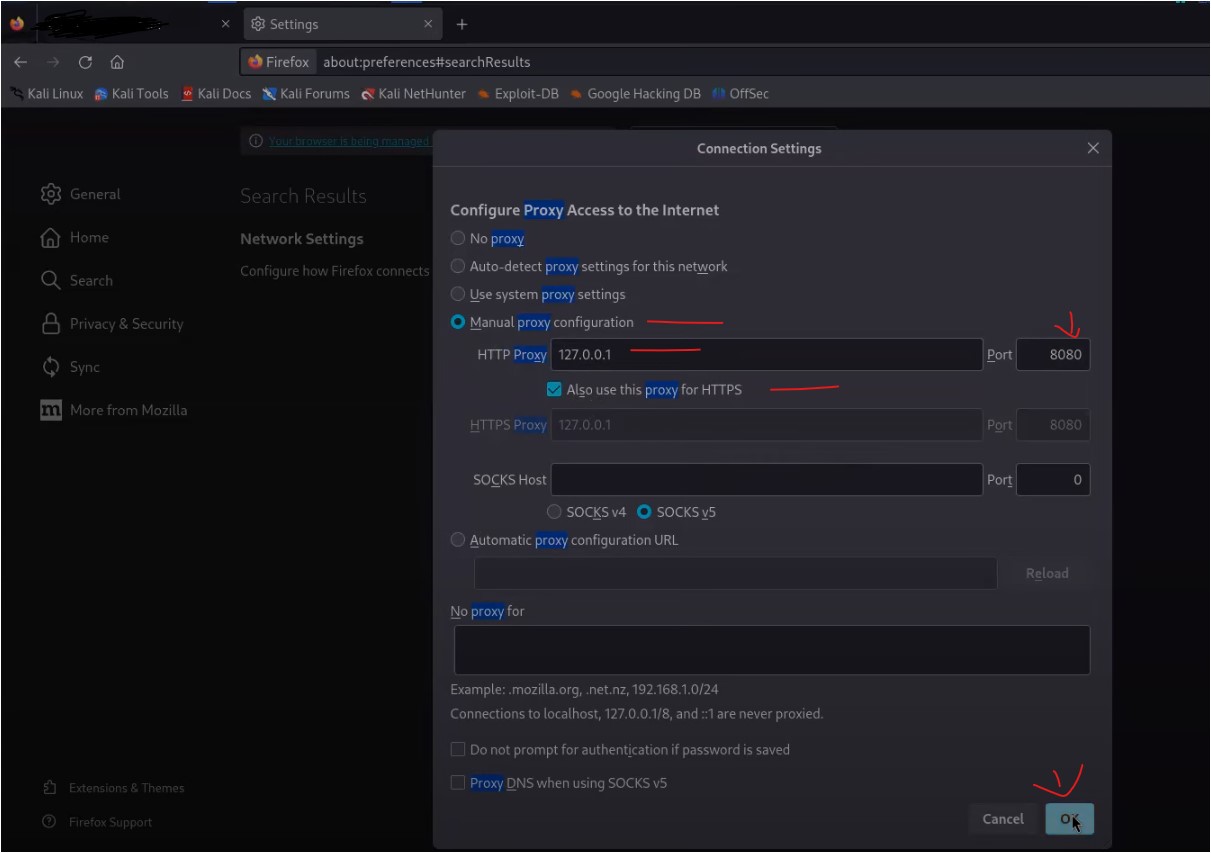 Settings
Firefox about:preferences#searchResults
Kali Linux Kali Tools Kali Docs Kali Forums Kali NetHunter Exploit-DB Google Hacking DB OffSec
Your browser is being managed
Connection Settings
General
Home
Search
Privacy & Security
Sync
More from Mozilla
Search Results
Network Settings
Configure how Firefox connects
Configure Proxy Access to the Internet
No proxy
Auto-detect proxy settings for this network
Use system proxy settings
Manual proxy configuration
HTTP Proxy 127.0.0.1 Port 8080
Also use this proxy for HTTPS
HTTPS Proxy 127.0.0.1 Port 8080
SOCKS Host Port 0
SOCKS v4 SOCKS v5
Automatic proxy configuration URL
Reload
No proxy for
Example: .mozilla.org, .net.nz, 192.168.1.0/24
Connections to localhost, 127.0.0.1/8, and ::1 are never proxied.
Do not prompt for authentication if password is saved
Proxy DNS when using SOCKS v5
Extensions & Themes
Firefox Support
Cancel OK